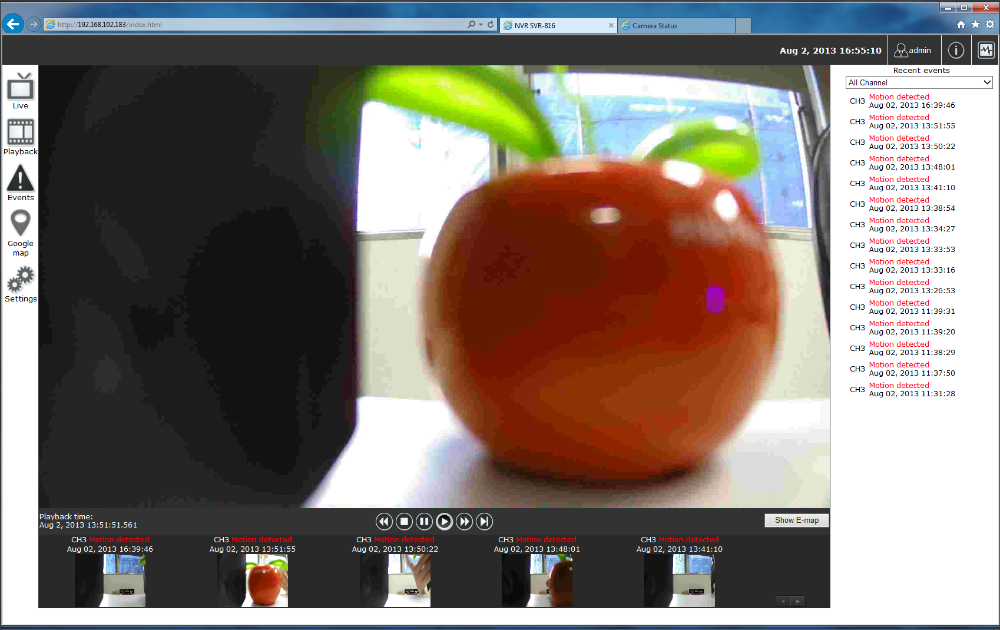 http://192.168.102.183/index.html
NVR SVR-816
Camera Status
Aug 2, 2013 16:55:10
admin
Live
Playback
Events
Google
map
Settings
Recent events
All Channel
CH3 Motion detected
Aug 02, 2013 16:39:46
CH3 Motion detected
Aug 02, 2013 13:51:55
CH3 Motion detected
Aug 02, 2013 13:50:22
CH3 Motion detected
Aug 02, 2013 13:48:01
CH3 Motion detected
Aug 02, 2013 13:41:10
CH3 Motion detected
Aug 02, 2013 13:38:54
CH3 Motion detected
Aug 02, 2013 13:34:27
CH3 Motion detected
Aug 02, 2013 13:33:53
CH3 Motion detected
Aug 02, 2013 13:33:16
CH3 Motion detected
Aug 02, 2013 13:26:53
CH3 Motion detected
Aug 02, 2013 11:39:31
CH3 Motion detected
Aug 02, 2013 11:39:20
CH3 Motion detected
Aug 02, 2013 11:38:29
CH3 Motion detected
Aug 02, 2013 11:37:50
CH3 Motion detected
Aug 02, 2013 11:31:28
Playback time:
Aug 2, 2013 13:51:51.561
Show E-map
CH3 Motion detected
Aug 02, 2013 16:39:46
CH3 Motion detected
Aug 02, 2013 13:51:55
CH3 Motion detected
Aug 02, 2013 13:50:22
CH3 Motion detected
Aug 02, 2013 13:48:01
CH3 Motion detected
Aug 02, 2013 13:41:10